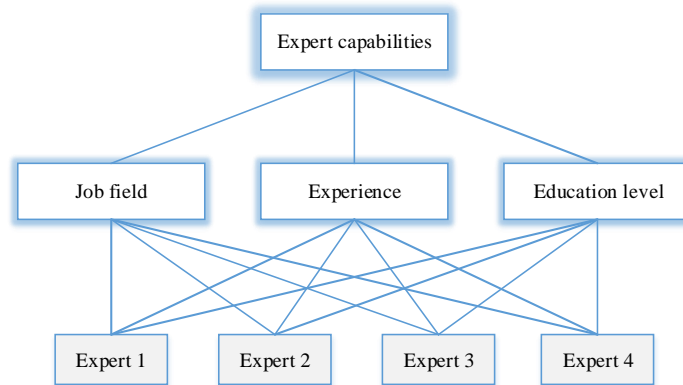 Expert capabilities
Job field
Experience
Education level
Expert 1
Expert 2
Expert 3
Expert 4